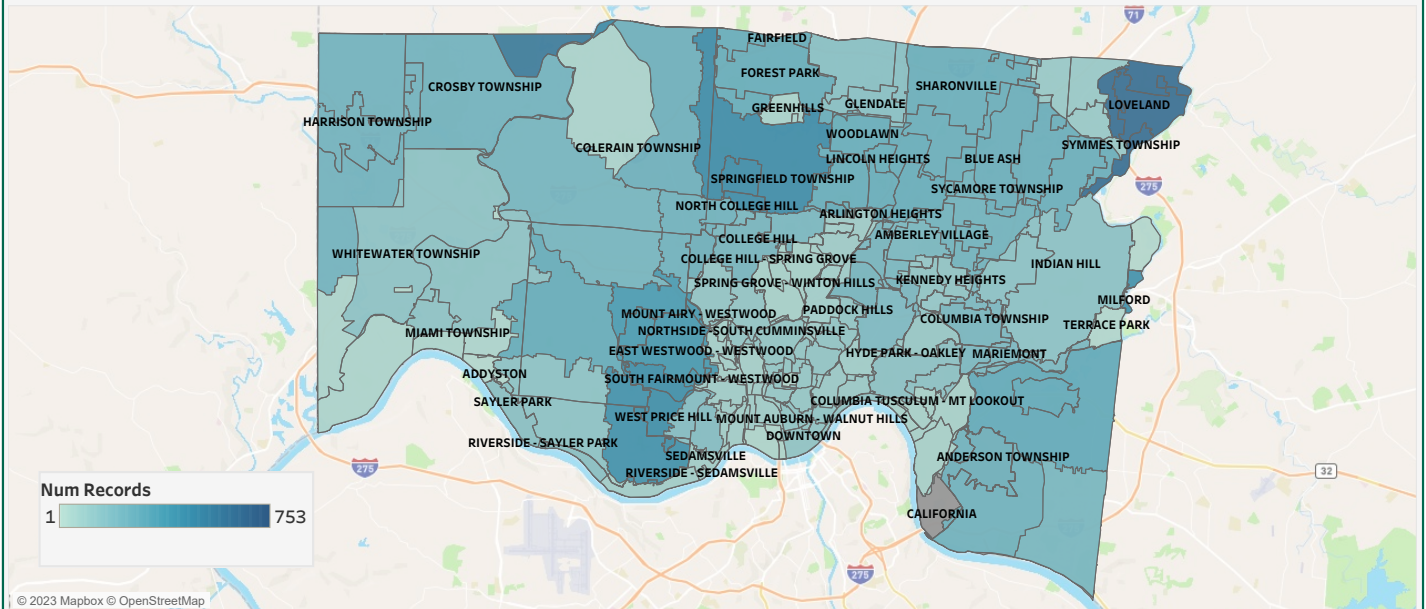 71
FAIRFIELD
FOREST PARK
CROSBY TOWNSHIP
SHARONVILLE
GREENHILLS
GLENDALE
LOVELAND
HARRISON TOWNSHIP
WOODLAWN
COLERAIN TOWNSHIP
SYMMES TOWNSHIP
LINCOLN HEIGHTS
BLUE ASH
SPRINGFIELD TOWNSHIP
SYCAMORE TOWNSHIP
275
NORTH COLLEGE HILL
ARLINGTON HEIGHTS
COLLEGE HILL
AMBERLEY VILLAGE
WHITEWATER TOWNSHIP
COLLEGE HILL - SPRING GROVE
INDIAN HILL
SPRING GROVE - WINTON HILLS
KENNEDY HEIGHTS
MILFORD
MOUNT AIRY - WESTWOOD
PADDOCK HILLS
COLUMBIA TOWNSHIP
TERRACE PARK
MIAMI TOWNSHIP
NORTHSIDE -SOUTH CUMMINSVILLE
EAST WESTWOOD - WESTWOOD
HYDE PARK - OAKLEY
MARIEMONT
ADDYSTON
SOUTH FAIRMOUNT - WESTWOOD
SAYLER PARK
COLUMBIA TUSCULUM - MT LOOKOUT
WEST PRICE HILL
MOUNT AUBURN - WALNUT HILLS
DOWNTOWN
RIVERSIDE - SAYLER PARK
SEDAMSVILLE
ANDERSON TOWNSHIP
275
RIVERSIDE - SEDAMSVILLE
32
Num Records
1 753
CALIFORNIA
275
© 2023 Mapbox © OpenStreetMap